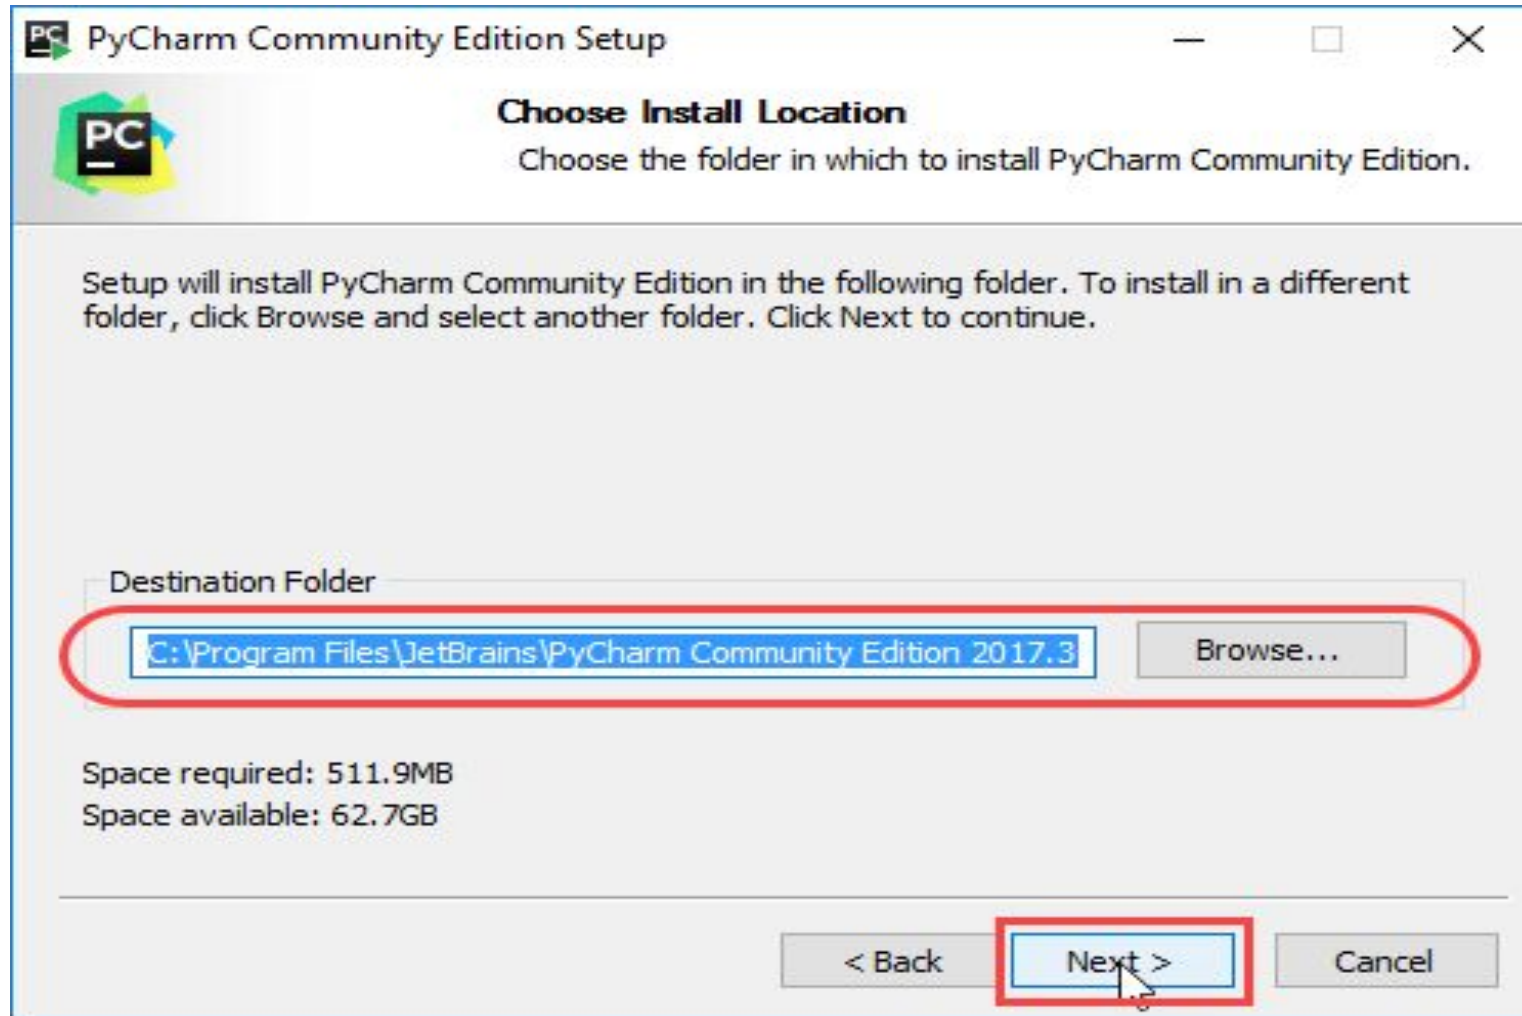 PyCharm Community Edition Setup
PC
Choose Install Location
Choose the folder in which to install PyCharm Community Edition.
Setup will install PyCharm Community Edition in the following folder. To install in a different
folder, click Browse and select another folder. Click Next to continue.
Destination Folder
C:\Program Files\JetBrains\PyCharm Community Edition 2017.3
Browse...
Space required: 511.9MB
Space available: 62.7GB
< Back
Next >
Cancel